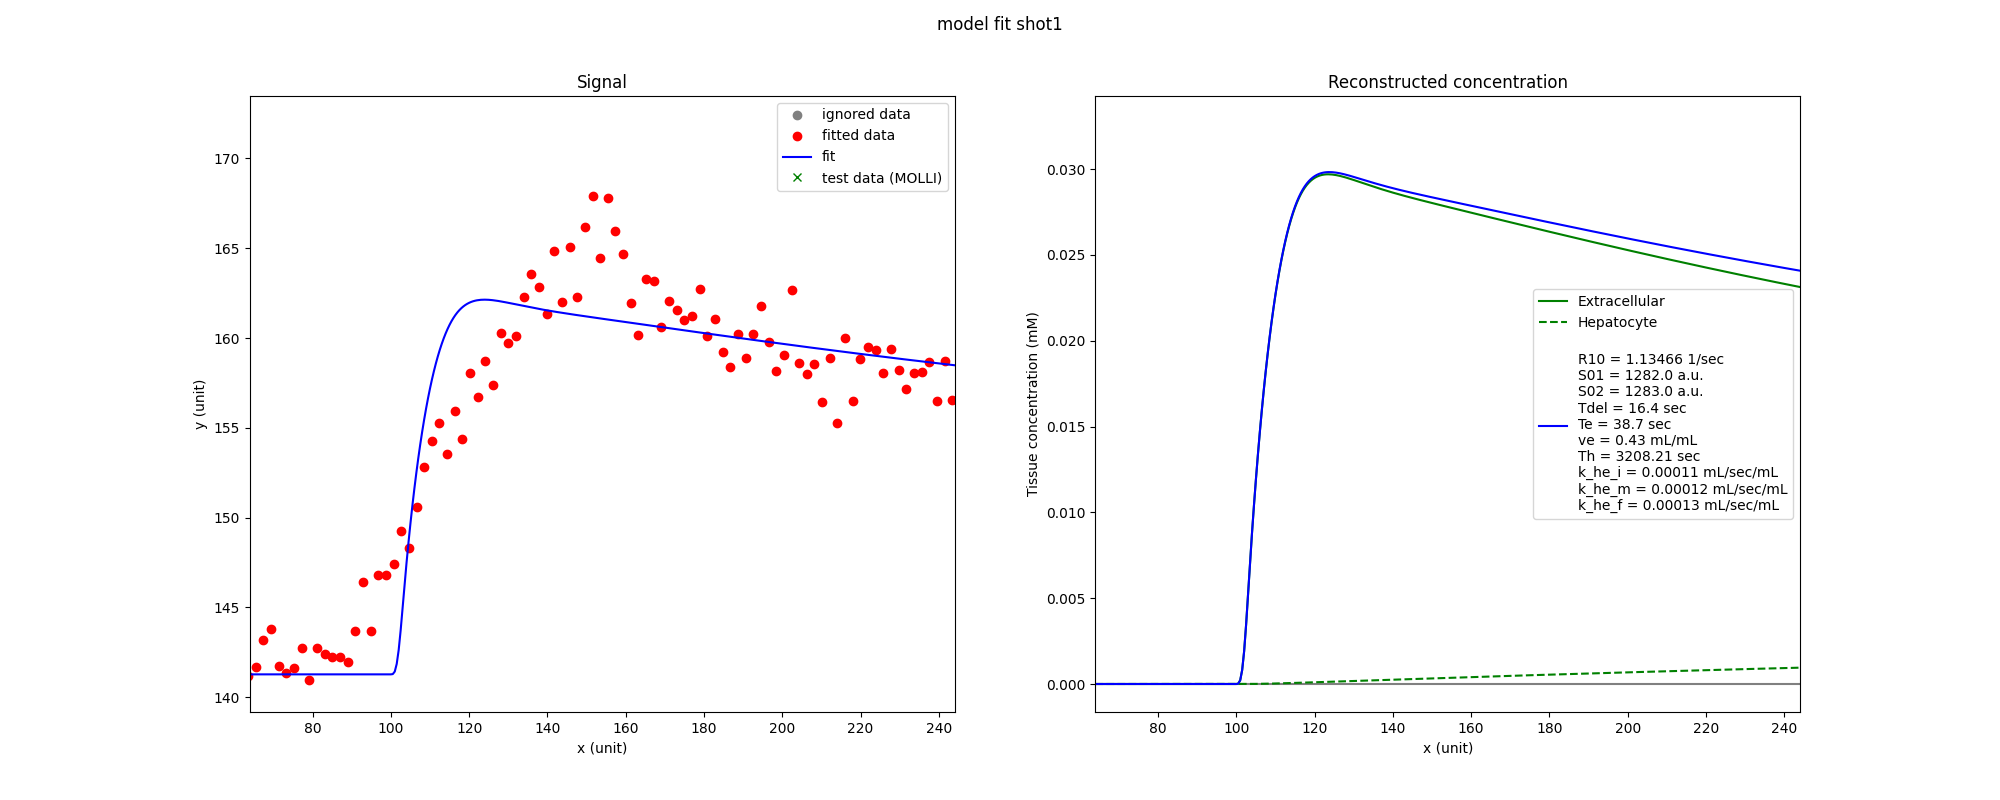 model fit shot1
Signal
170
165
160
155
150
145
140
y (unit)
80 100 120 140 160 180 200 220 240
x (unit)
ignored data
fitted data
fit
test data (MOLLI)
Reconstructed concentration
0.030
0.025
0.020
0.015
0.010
0.005
0.000
Tissue concentration (mM)
80 100 120 140 160 180 200 220 240
x (unit)
Extracellular
Hepatocyte
R10 = 1.13466 1/sec
S01 = 1282.0 a.u.
S02 = 1283.0 a.u.
Tdel = 16.4 sec
Te = 38.7 sec
ve = 0.43 mL/mL
Th = 3208.21 sec
k_he_i = 0.00011 mL/sec/mL
k_he_m = 0.00012 mL/sec/mL
k_he_f = 0.00013 mL/sec/mL